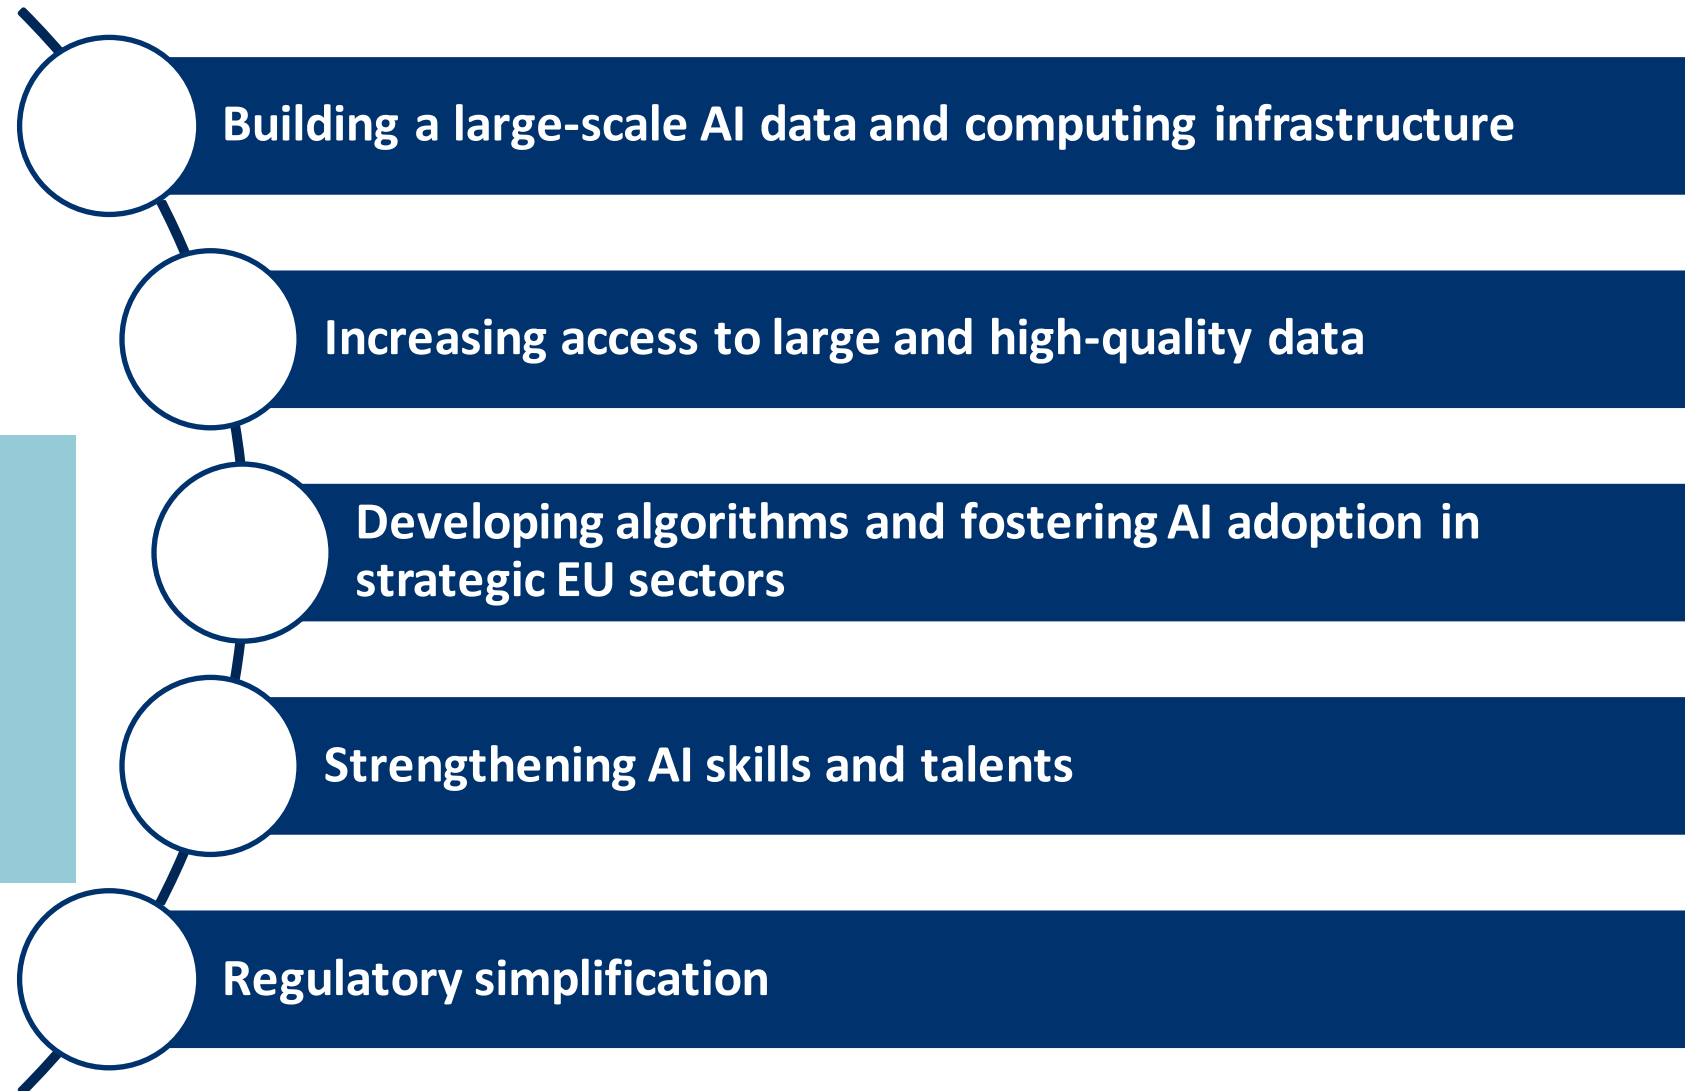 Building a large-scale AI data and computing infrastructure
Increasing access to large and high-quality data
Developing algorithms and fostering AI adoption in
strategic EU sectors
Strengthening AI skills and talents
Regulatory simplification